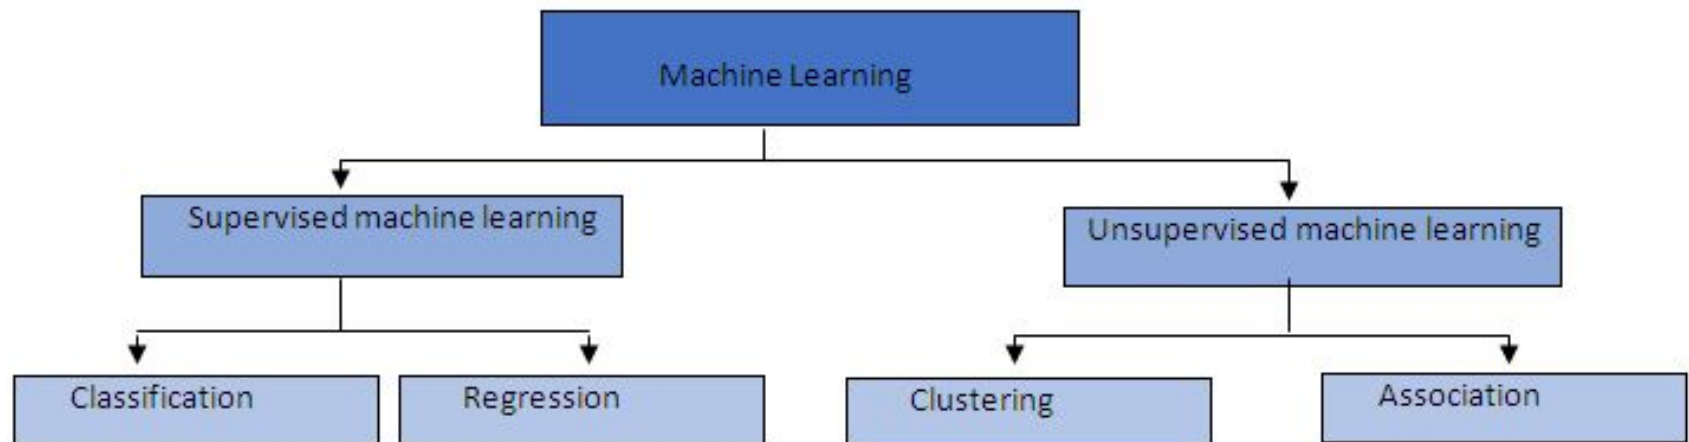 Machine Learning
Supervised machine learning
Unsupervised machine learning
Classification
Regression
Clustering
Association